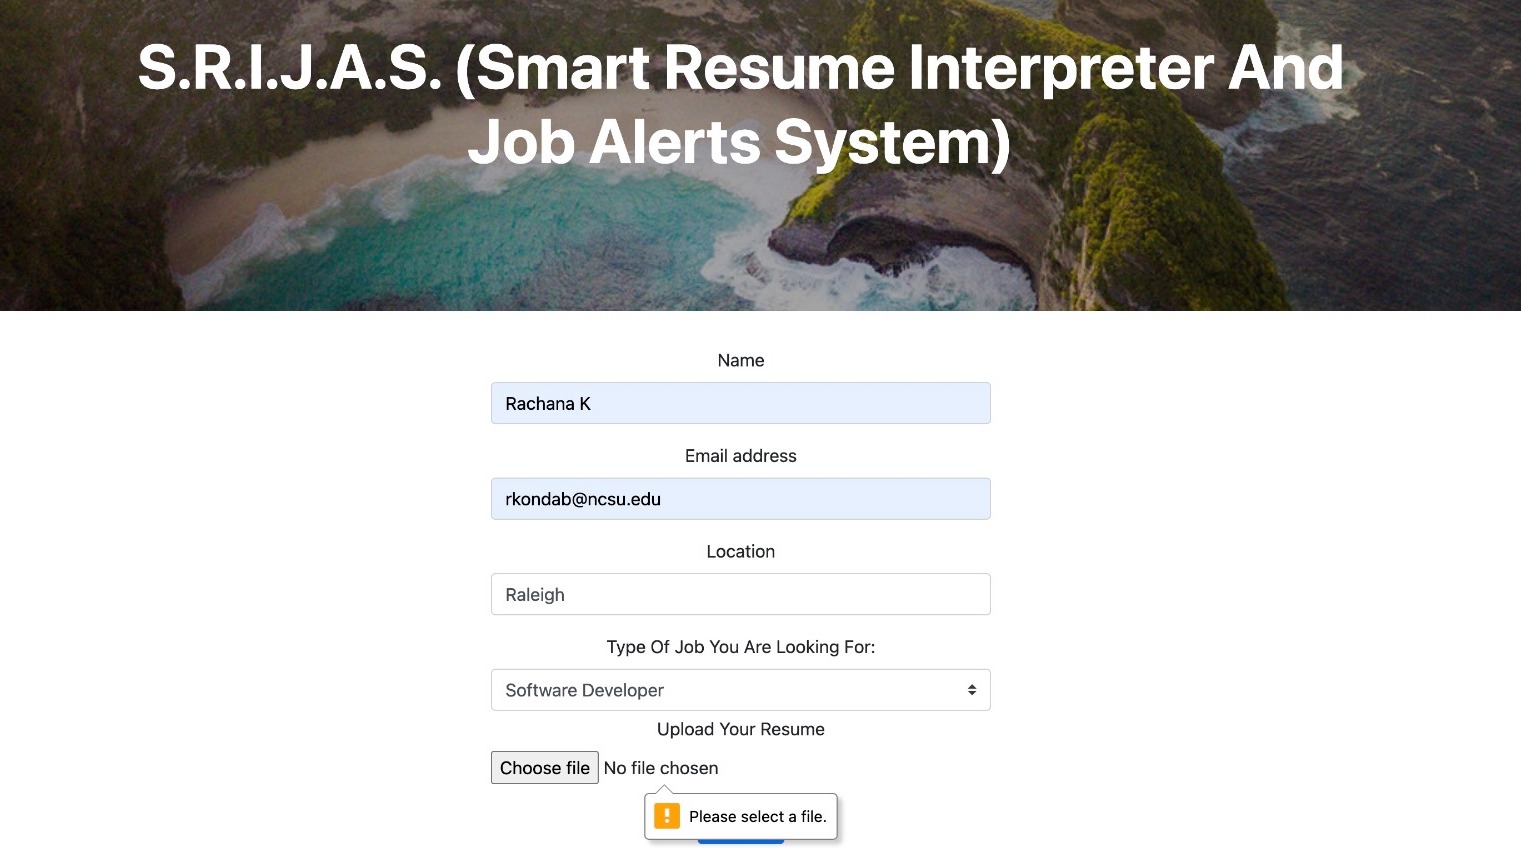 S.R.I.J.A.S. (Smart Resume Interpreter And
Job Alerts System)
Name
Rachana K
Email address
rkondab@ncsu.edu
Location
Raleigh
Type Of Job You Are Looking For:
Software Developer
Upload Your Resume
Choose file No file chosen
! Please select a file.